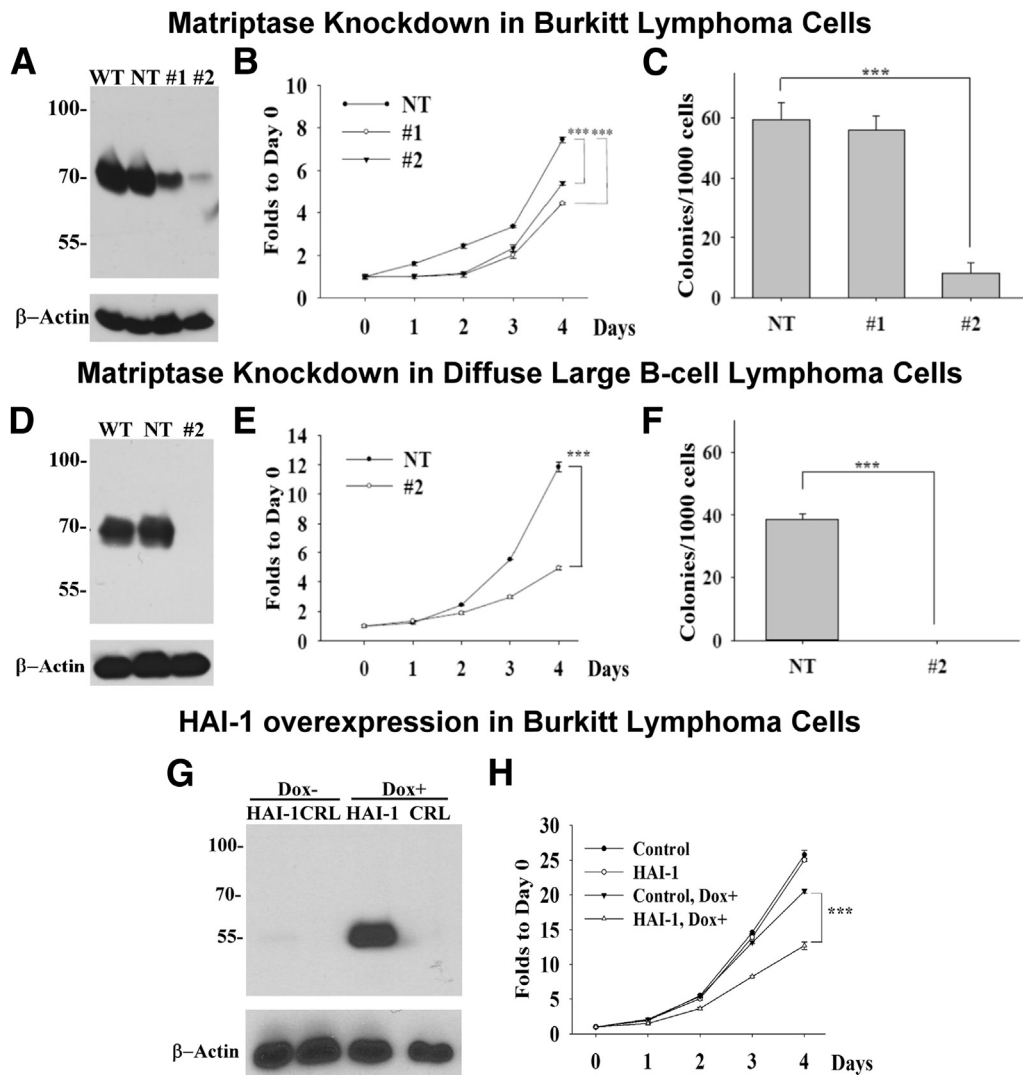 Matriptase Knockdown in Burkitt Lymphoma Cells
A
WT NT #1 #2
100-
70-
55-
β-Actin
B
10
8
6
4
2
0
Folds to Day 0
NT
#1
#2
*** ***
0 1 2 3 4 Days
C
60
40
20
0
Colonies/1000 cells
***
NT #1 #2
Matriptase Knockdown in Diffuse Large B-cell Lymphoma Cells
D
WT NT #2
100-
70-
55-
β-Actin
E
14
12
10
8
6
4
2
0
Folds to Day 0
NT
#2
***
0 1 2 3 4 Days
F
60
40
20
0
Colonies/1000 cells
***
NT #2
HAI-1 overexpression in Burkitt Lymphoma Cells
G
Dox- Dox+
HAI-1CRL HAI-1 CRL
100-
70-
55-
β-Actin
H
30
25
20
15
10
5
0
Folds to Day 0
Control
HAI-1
Control, Dox+
HAI-1, Dox+
***
0 1 2 3 4 Days